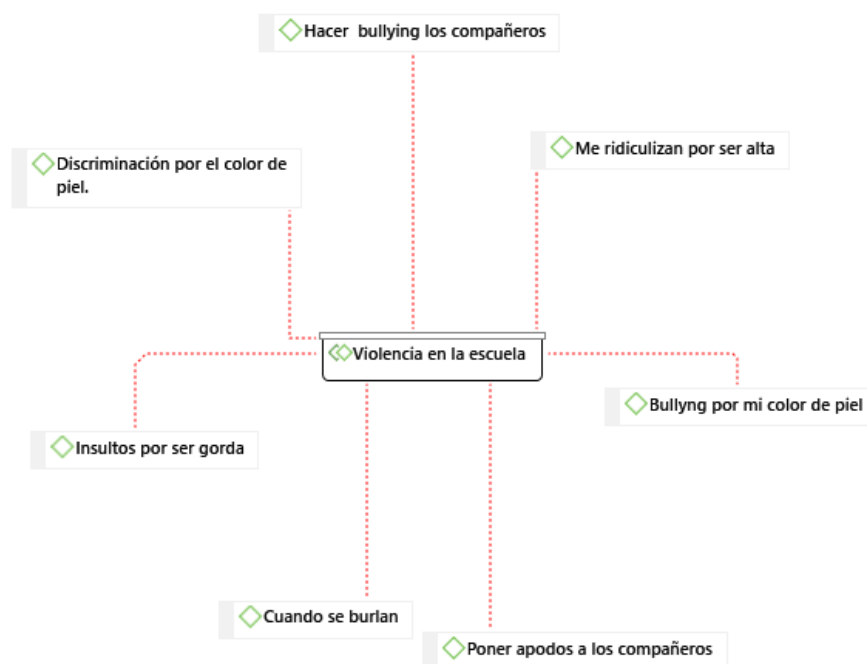 Hacer bullying los compañeros
Me ridiculizan por ser alta
Discriminación por el color de
piel.
Violencia en la escuela
Bullyng por mi color de piel
Insultos por ser gorda
Cuando se burlan
Poner apodos a los compañeros